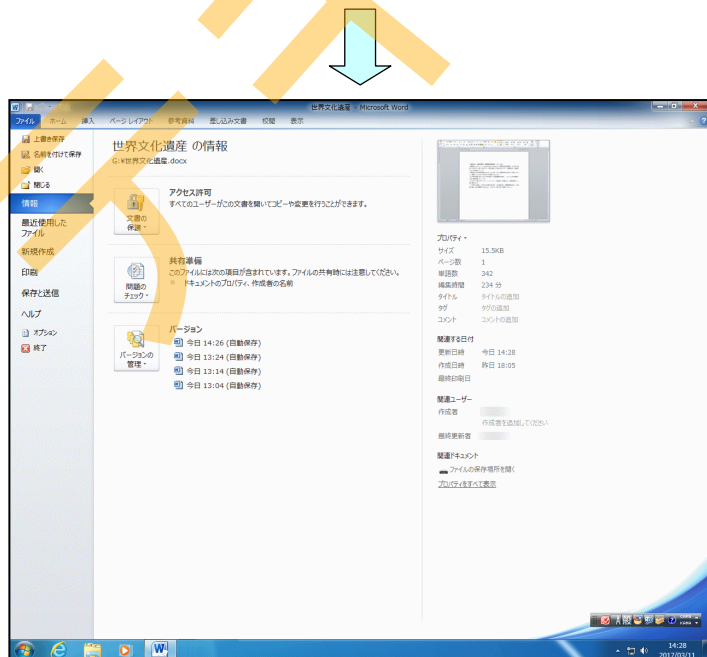 世界文化遺産 - Microsoft Word
ファイル ホーム 挿入 ページ レイアウト 参考資料 差し込み文書 校閲 表示
上書き保存
名前を付けて保存
開く
閉じる
情報
最近使用した
ファイル
新規作成
印刷
保存と送信
ヘルプ
オプション
終了
世界文化遺産 の情報
G:¥世界文化遺産.docx
文書の
保護
アクセス許可
すべてのユーザーがこの文書を開いてコピーや変更を行うことができます。
問題の
チェック
共有準備
このファイルには次の項目が含まれています。ファイルの共有時には注意してください。
ドキュメントのプロパティ、作成者の名前
バージョンの
管理
バージョン
今日 14:26 (自動保存)
今日 13:24 (自動保存)
今日 13:14 (自動保存)
今日 13:04 (自動保存)
プロパティ
サイズ 15.5KB
ページ数 1
単語数 342
編集時間 234 分
タイトル タイトルの追加
タグ タグの追加
コメント コメントの追加
関連する日付
更新日時 今日 14:28
作成日時 昨日 18:05
最終印刷日
関連ユーザー
作成者
作成者を追加してください
最終更新者
関連ドキュメント
ファイルの保存場所を開く
プロパティをすべて表示
A 般
14:28
2017/03/11